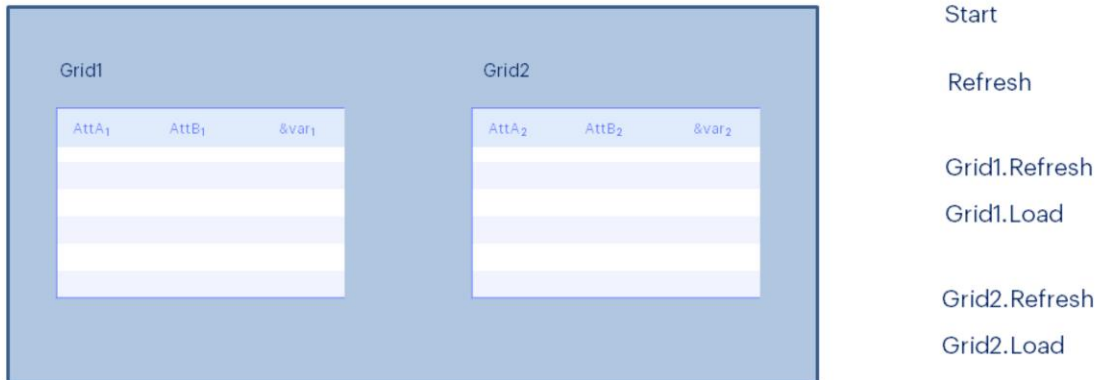 Grid1
AttA₁ AttB₁ &var₁
Grid2
AttA₂ AttB₂ &var₂
Start
Refresh
Grid1.Refresh
Grid1.Load
Grid2.Refresh
Grid2.Load